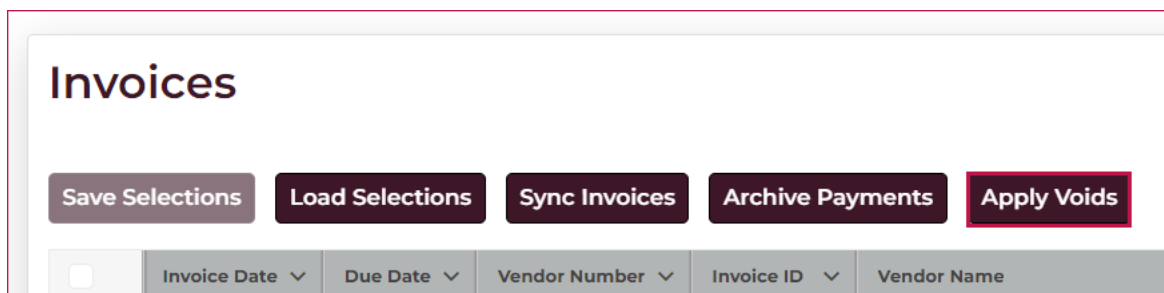 Invoices
Save Selections Load Selections Sync Invoices Archive Payments Apply Voids
Invoice Date Due Date Vendor Number Invoice ID Vendor Name